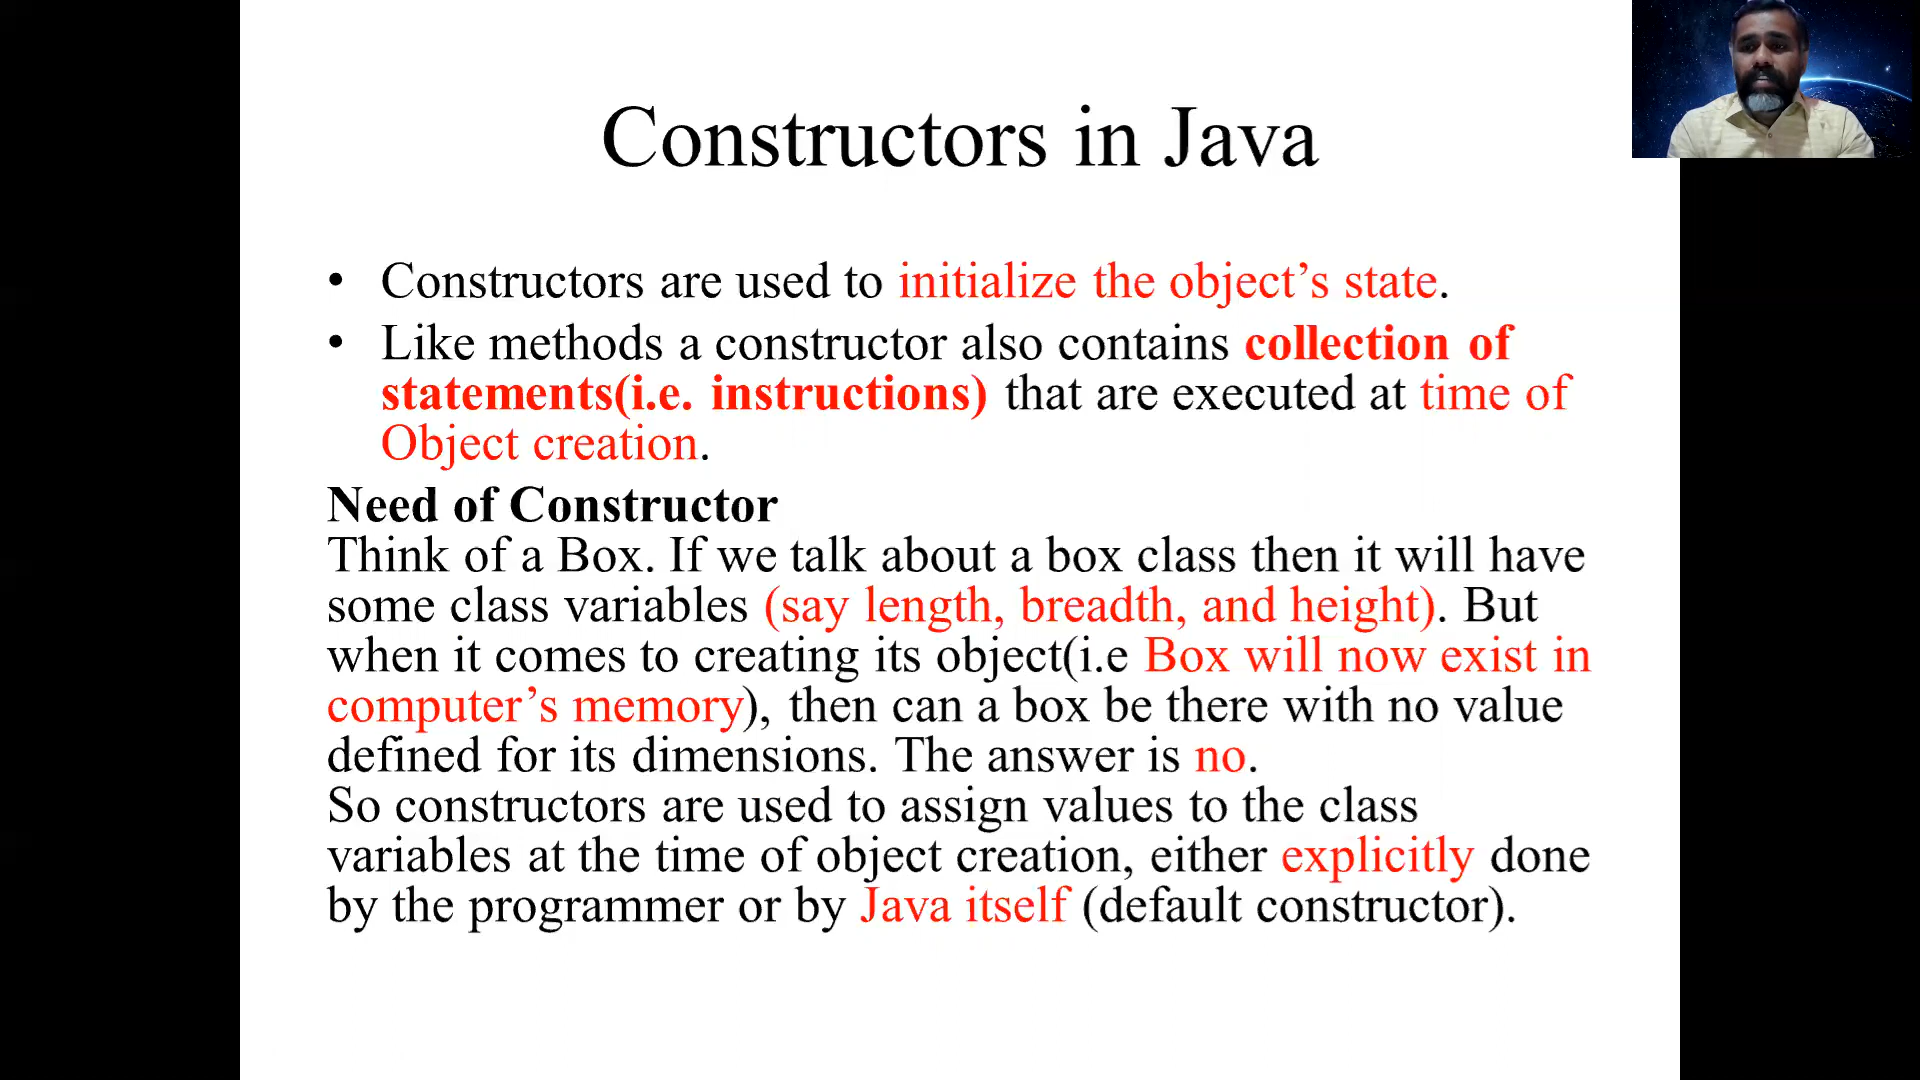 Constructors in Java
• Constructors are used to initialize the object’s state.
• Like methods a constructor also contains collection of
statements(i.e. instructions) that are executed at time of
Object creation.
Need of Constructor
Think of a Box. If we talk about a box class then it will have
some class variables (say length, breadth, and height). But
when it comes to creating its object(i.e Box will now exist in
computer’s memory), then can a box be there with no value
defined for its dimensions. The answer is no.
So constructors are used to assign values to the class
variables at the time of object creation, either explicitly done
by the programmer or by Java itself (default constructor).